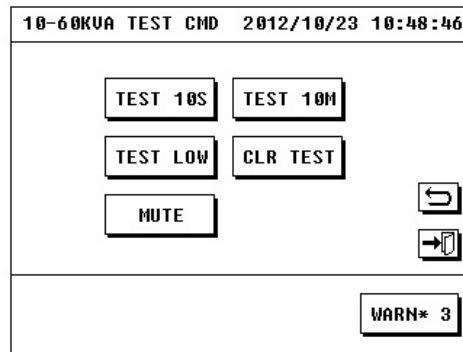 10-60KVA TEST CMD 2012/10/23 10:48:46
TEST 10S TEST 10M
TEST LOW CLR TEST
MUTE
WARN* 3